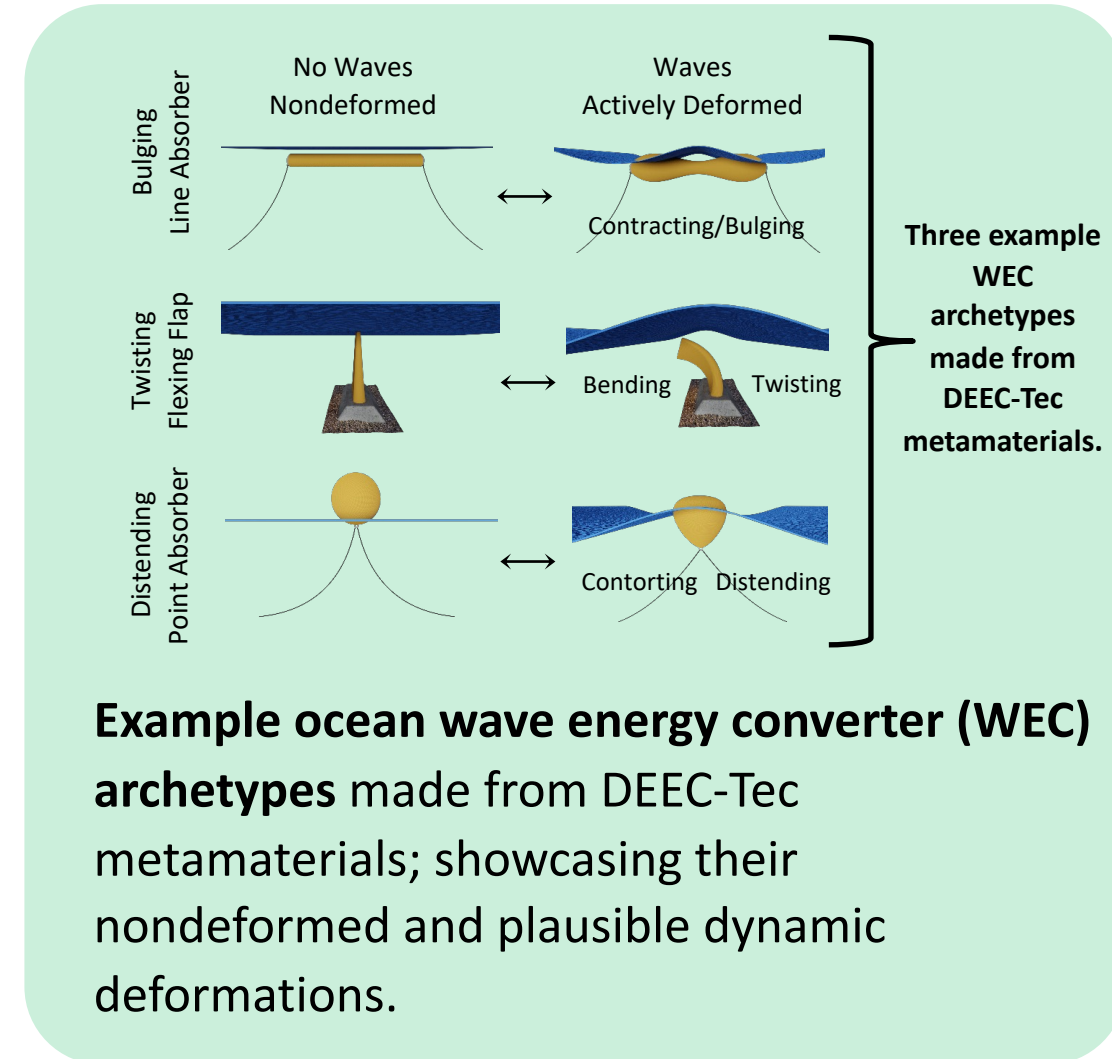 No Waves
Nondeformed
Waves
Actively Deformed
Bulging
Line Absorber
Contracting/Bulging
Twisting
Flexing Flap
Bending
Twisting
Distending
Point Absorber
Contorting
Distending
Three example
WEC
archetypes
made from
DEEC-Tec
metamaterials.
Example ocean wave energy converter (WEC)
archetypes made from DEEC-Tec
metamaterials; showcasing their
nondeformed and plausible dynamic
deformations.